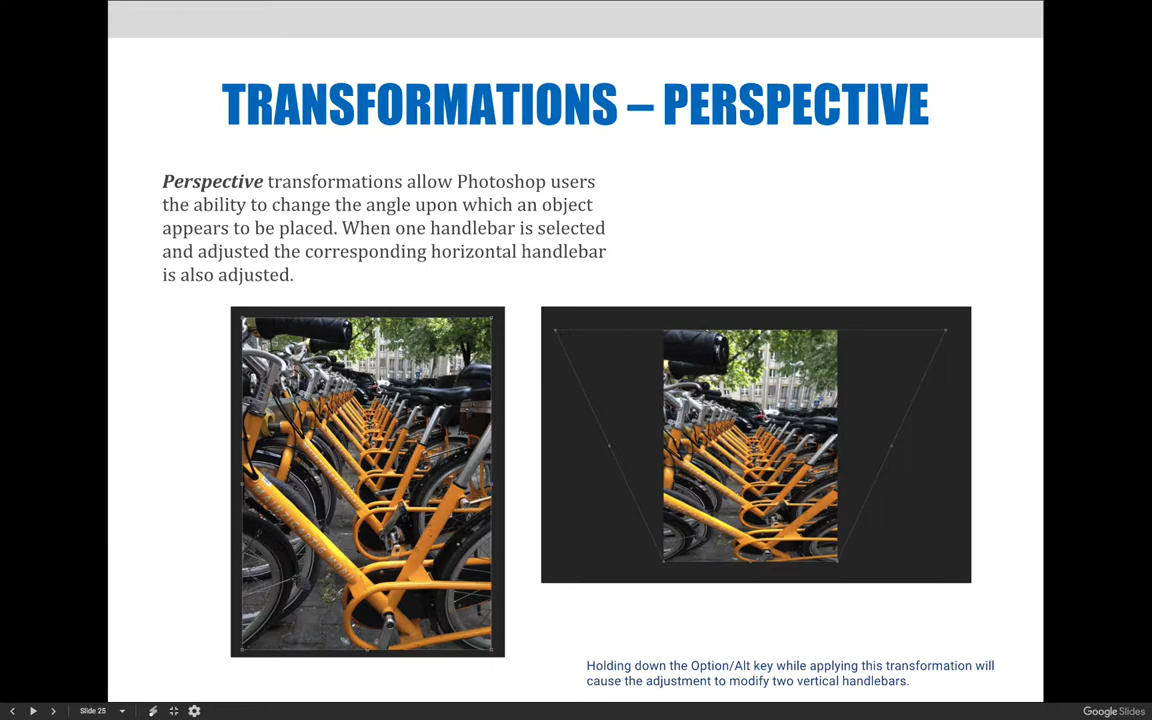 TRANSFORMATIONS – PERSPECTIVE
Perspective transformations allow Photoshop users
the ability to change the angle upon which an object
appears to be placed. When one handlebar is selected
and adjusted the corresponding horizontal handlebar
is also adjusted.
Holding down the Option/Alt key while applying this transformation will
cause the adjustment to modify two vertical handlebars.
Slide 25
Google Slides